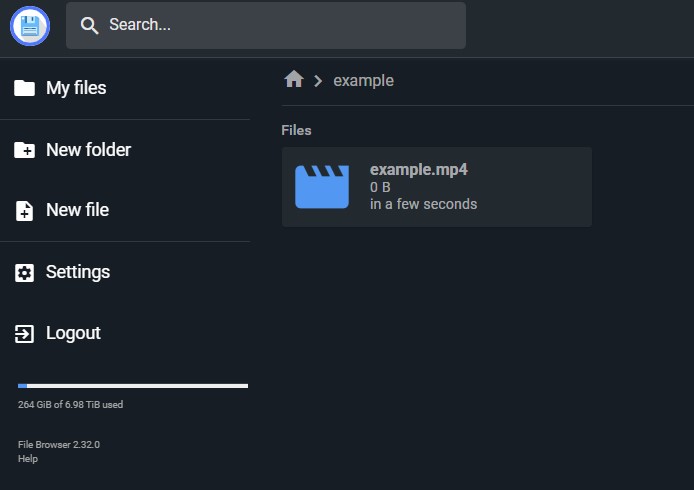 Search...
My files
New folder
New file
Settings
Logout
264 GiB of 6.98 TiB used
File Browser 2.32.0
Help
example
Files
example.mp4
0 B
in a few seconds